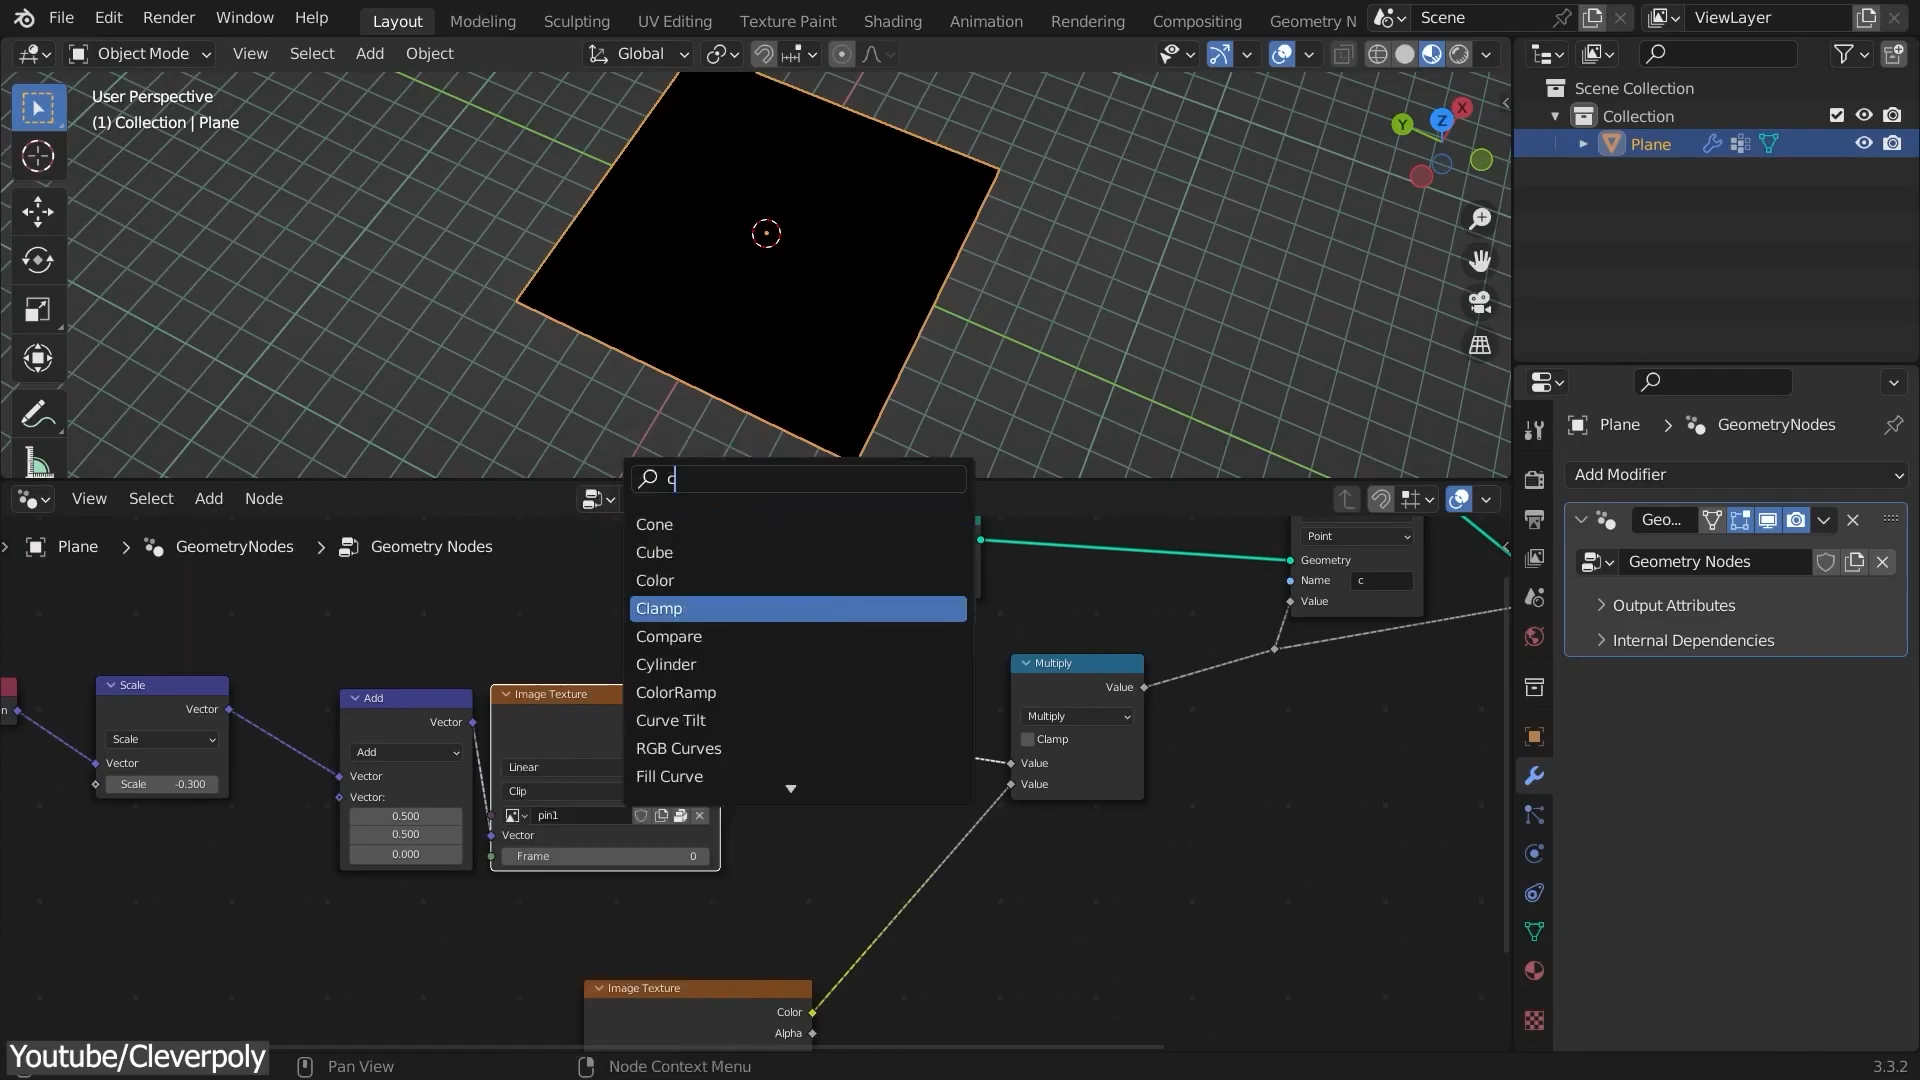 File Edit Render Window Help
Layout Modeling Sculpting UV Editing Texture Paint Shading Animation Rendering Compositing Geometry N
Scene
ViewLayer
Object Mode View Select Add Object
Global
User Perspective
(1) Collection | Plane
X
Y
Z
Scene Collection
Collection
Plane
Plane GeometryNodes
Add Modifier
Geo...
Geometry Nodes
Output Attributes
Internal Dependencies
View Select Add Node
Plane GeometryNodes Geometry Nodes
c
Cone
Cube
Color
Clamp
Compare
Cylinder
ColorRamp
Curve Tilt
RGB Curves
Fill Curve
n
Scale
Vector
Scale
Vector
Scale -0.300
Add
Vector
Add
Vector
Vector:
0.500
0.500
0.000
Image Texture
Linear
Clip
pin1
Vector
Frame 0
Point
Geometry
Name c
Value
Multiply
Value
Multiply
Clamp
Value
Value
Image Texture
Color
Alpha
Youtube/Cleverpoly
Pan View
Node Context Menu
3.3.2